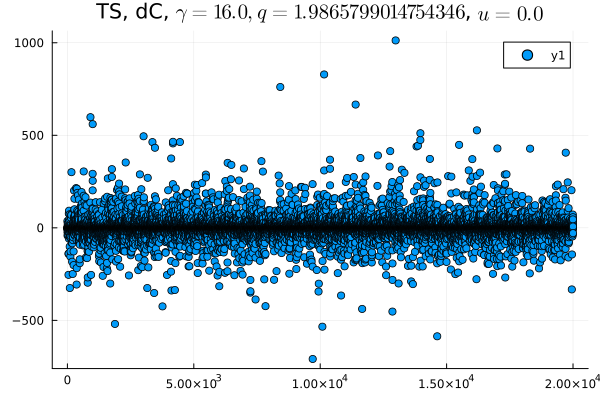 TS, dC, γ = 16.0, q = 1.9865799014754346, u = 0.0
y1
1000
500
0
−500
0 5.00×10³ 1.00×10⁴ 1.50×10⁴ 2.00×10⁴